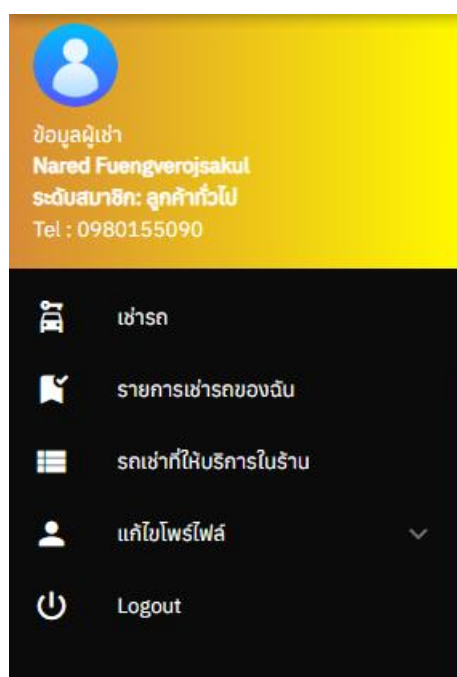 ข้อมูลผู้เช่า
Nared Fuengverojsakul
ระดับสมาชิก: ลูกค้าทั่วไป
Tel : 0980155090
เช่ารถ
รายการเช่ารถของฉัน
รถเช่าที่ให้บริการในร้าน
แก้ไขโพร์ไฟล์
Logout